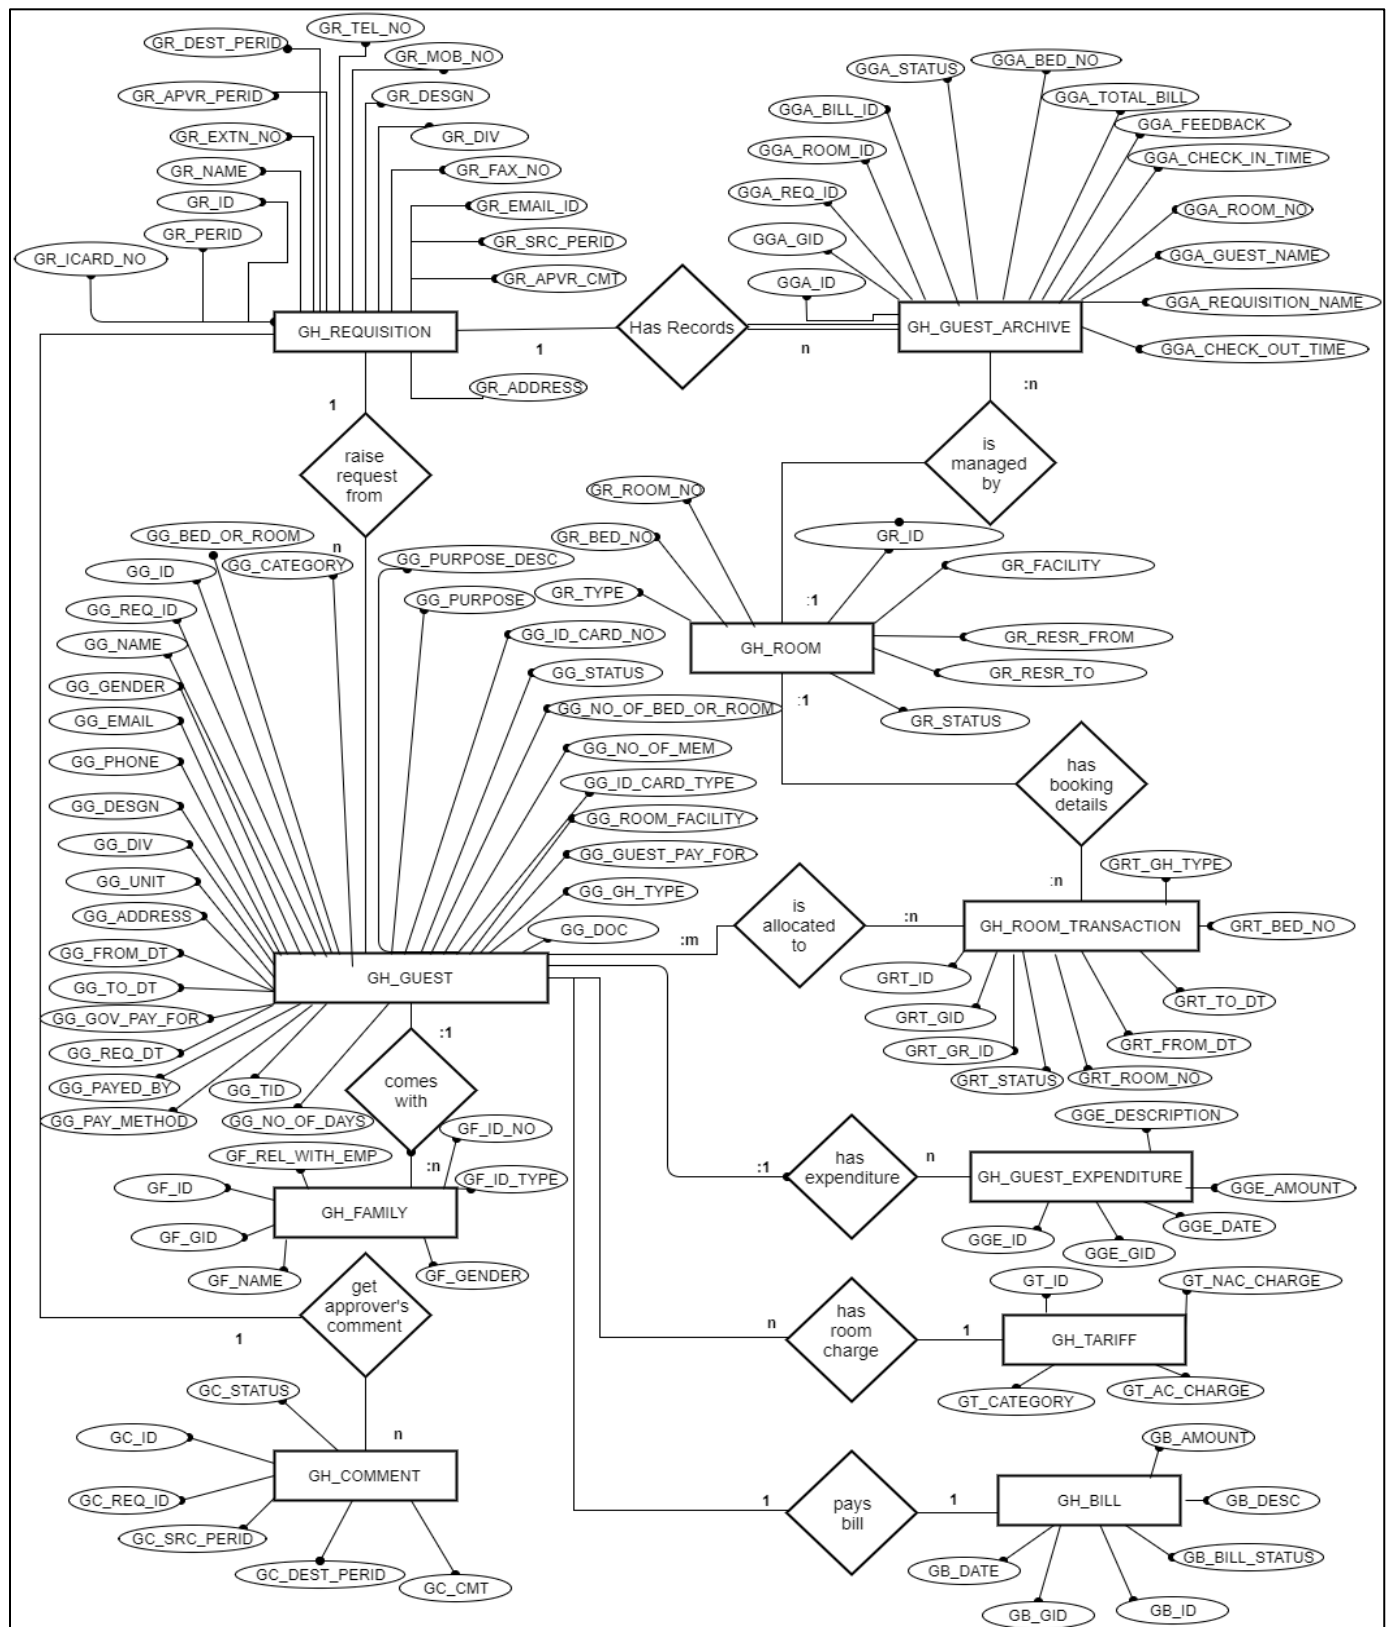 GR_TEL_NO
GR_DEST_PERID
GR_MOB_NO
GR_APVR_PERID
GR_DESGN
GR_EXTN_NO
GR_DIV
GR_NAME
GR_FAX_NO
GR_ID
GR_EMAIL_ID
GR_PERID
GR_SRC_PERID
GR_ICARD_NO
GR_APVR_CMT
GH_REQUISITION
GR_ADDRESS
1
Has Records
n
GGA_BED_NO
GGA_STATUS
GGA_TOTAL_BILL
GGA_BILL_ID
GGA_FEEDBACK
GGA_ROOM_ID
GGA_CHECK_IN_TIME
GGA_REQ_ID
GGA_ROOM_NO
GGA_GID
GGA_GUEST_NAME
GGA_ID
GGA_REQUISITION_NAME
GH_GUEST_ARCHIVE
GGA_CHECK_OUT_TIME
:n
is
managed
by
:1
1
raise
request
from
n
GR_ROOM_NO
GR_BED_NO
GR_ID
GR_TYPE
GR_FACILITY
GR_RESR_FROM
GH_ROOM
GR_RESR_TO
GR_STATUS
:1
has
booking
details
:n
GG_BED_OR_ROOM
GG_CATEGORY
GG_PURPOSE_DESC
GG_ID
GG_PURPOSE
GG_REQ_ID
GG_ID_CARD_NO
GG_NAME
GG_STATUS
GG_GENDER
GG_NO_OF_BED_OR_ROOM
GG_EMAIL
GG_NO_OF_MEM
GG_PHONE
GG_ID_CARD_TYPE
GG_DESGN
GG_ROOM_FACILITY
GG_DIV
GG_GUEST_PAY_FOR
GG_UNIT
GG_GH_TYPE
GG_ADDRESS
GG_DOC
GG_FROM_DT
GH_GUEST
GG_TO_DT
GG_GOV_PAY_FOR
GG_REQ_DT
GG_PAYED_BY
GG_TID
GG_PAY_METHOD
GG_NO_OF_DAYS
:m
is
allocated
to
:n
GRT_GH_TYPE
GH_ROOM_TRANSACTION
GRT_BED_NO
GRT_ID
GRT_TO_DT
GRT_GID
GRT_FROM_DT
GRT_GR_ID
GRT_STATUS
GRT_ROOM_NO
:1
comes
with
:n
GF_ID_NO
GF_REL_WITH_EMP
GF_ID_TYPE
GF_ID
GH_FAMILY
GF_GID
GF_NAME
GF_GENDER
:1
has
expenditure
n
GGE_DESCRIPTION
GH_GUEST_EXPENDITURE
GGE_AMOUNT
GGE_DATE
GGE_ID
GGE_GID
get
approver's
comment
1
n
n
has
room
charge
1
GT_ID
GT_NAC_CHARGE
GH_TARIFF
GT_CATEGORY
GT_AC_CHARGE
GC_STATUS
GC_ID
GH_COMMENT
GC_REQ_ID
GC_SRC_PERID
GC_DEST_PERID
GC_CMT
1
pays
bill
1
GB_AMOUNT
GH_BILL
GB_DESC
GB_BILL_STATUS
GB_DATE
GB_GID
GB_ID